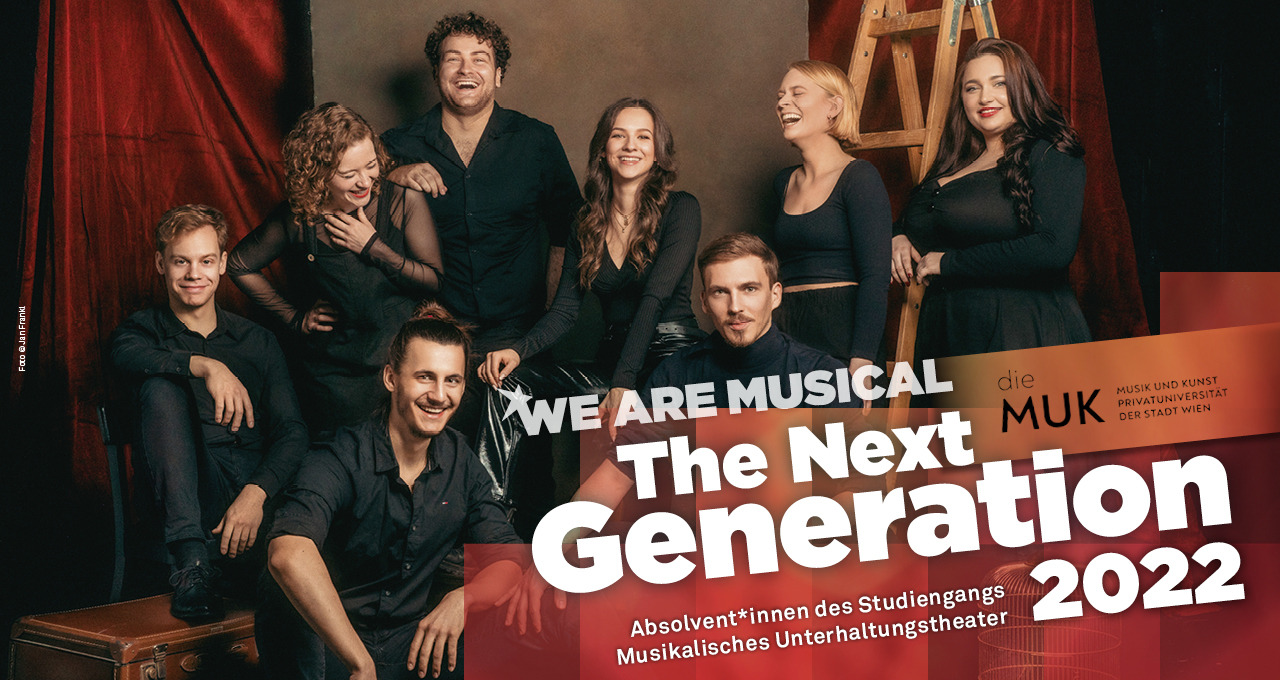 Foto ©Jan Frankl
WE ARE MUSICAL
The Next
Generation
2022
die
MUK
MUSIK UND KUNST
PRIVATUNIVERSITÄT
DER STADT WIEN
Absolvent*innen des Studiengangs
Musikalisches Unterhaltungstheater